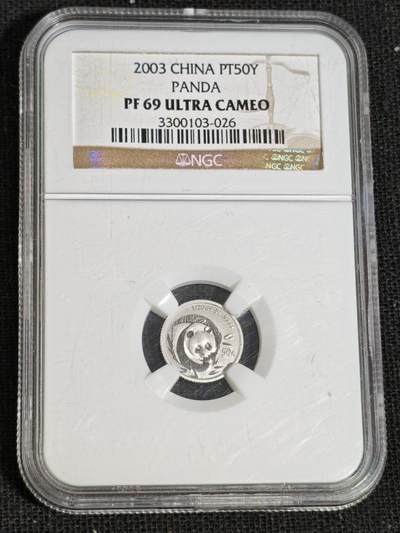 2003 CHINA PT50Y
PANDA
PF 69 ULTRA CAMEO
3300103-026
NGC